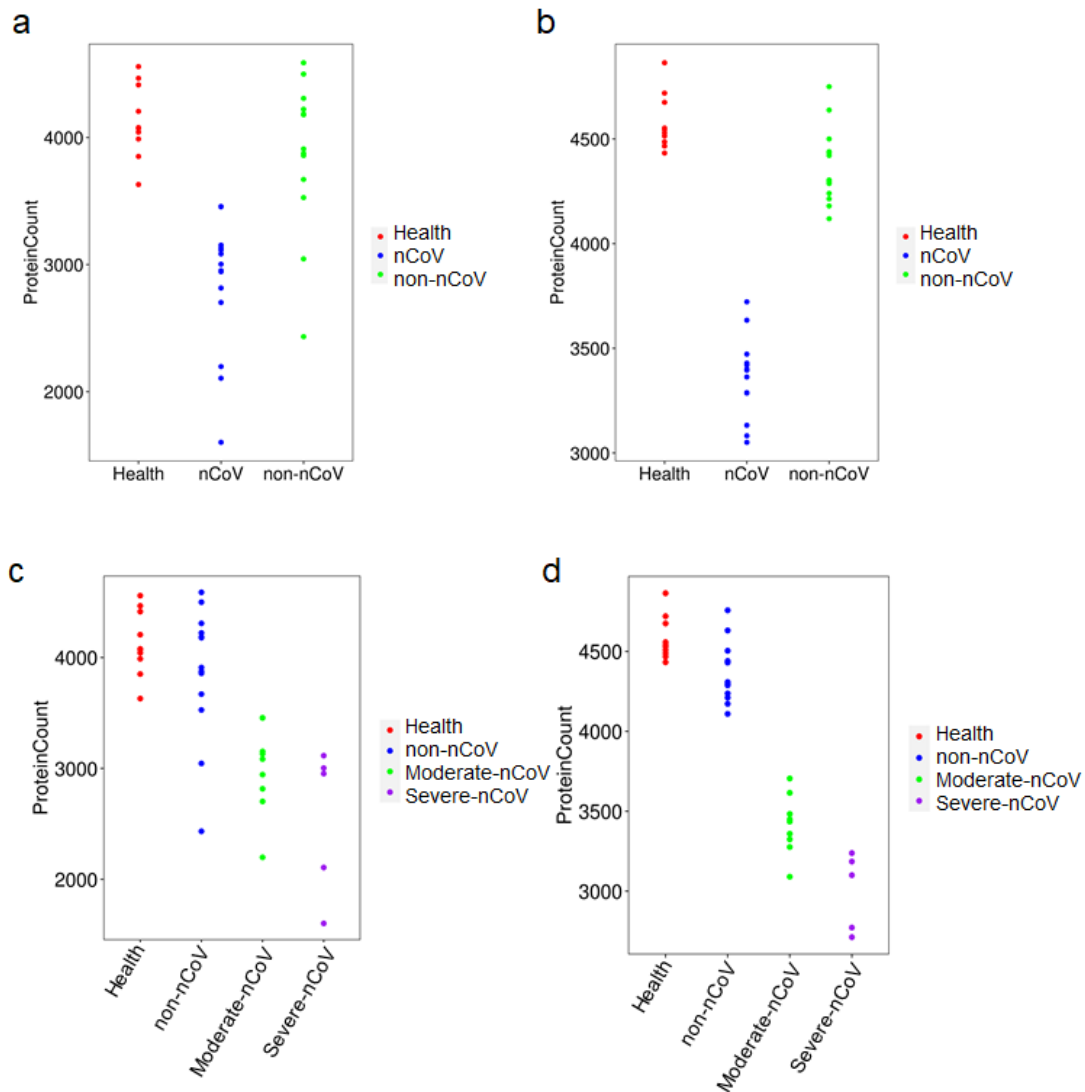 a
ProteinCount
4000
3000
2000
Health
nCoV
non-nCoV
Health
nCoV
non-nCoV
b
ProteinCount
4500
4000
3500
3000
Health
nCoV
non-nCoV
Health
nCoV
non-nCoV
c
ProteinCount
4000
3000
2000
Health
non-nCoV
Moderate-nCoV
Severe-nCoV
Health
non-nCoV
Moderate-nCoV
Severe-nCoV
d
ProteinCount
4500
4000
3500
3000
Health
non-nCoV
Moderate-nCoV
Severe-nCoV
Health
non-nCoV
Moderate-nCoV
Severe-nCoV